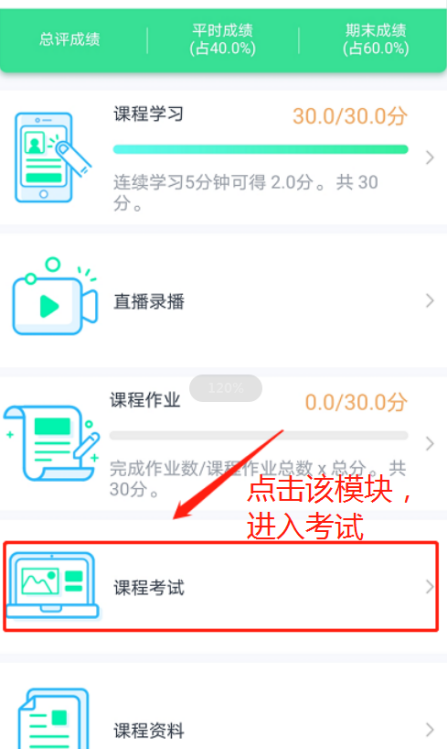 总评成绩
平时成绩
(占40.0%)
期末成绩
(占60.0%)
课程学习
30.0/30.0分
连续学习5分钟可得 2.0分 。共 30
分 。
直播录播
120%
课程作业
0.0/30.0分
完成作业数/课程作业总数 x 总分 。共
30分 。
点击该模块，
进入考试
课程考试
课程资料